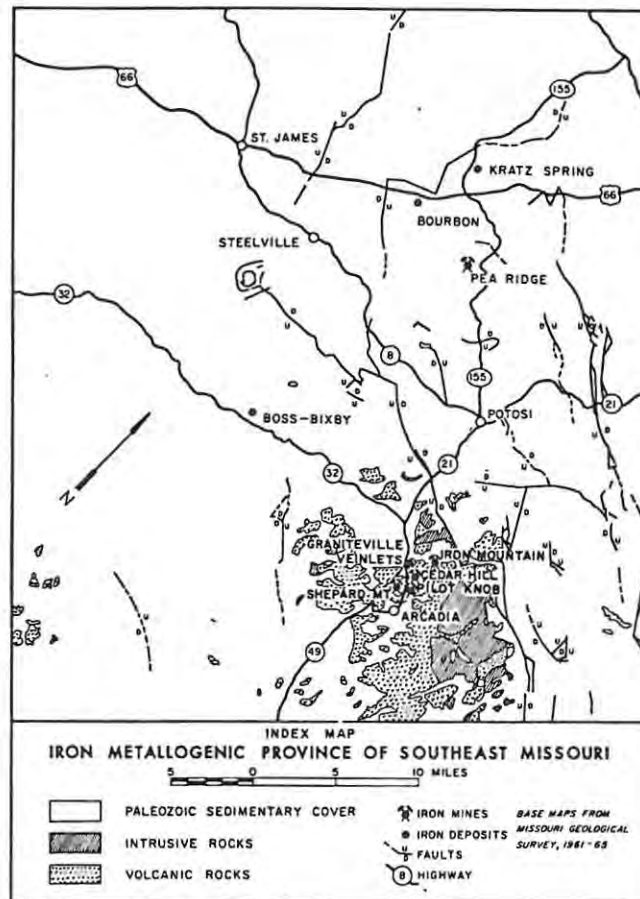 66
155
ST. JAMES
KRATZ SPRING
66
BOURBON
STEELVILLE
PEA RIDGE
32
8
155
21
BOSS-BIXBY
POTOSI
N
32
21
GRANITEVILLE
VEINLETS
IRON MOUNTAIN
CEDAR HILL
SHEPARD MT.
ILOT KNOB
ARCADIA
49
INDEX MAP
IRON METALLOGENIC PROVINCE OF SOUTHEAST MISSOURI
5 0 5 10 MILES
PALEOZOIC SEDIMENTARY COVER
INTRUSIVE ROCKS
VOLCANIC ROCKS
IRON MINES
IRON DEPOSITS
U
D FAULTS
8 HIGHWAY
BASE MAPS FROM
MISSOURI GEOLOGICAL
SURVEY, 1961-65